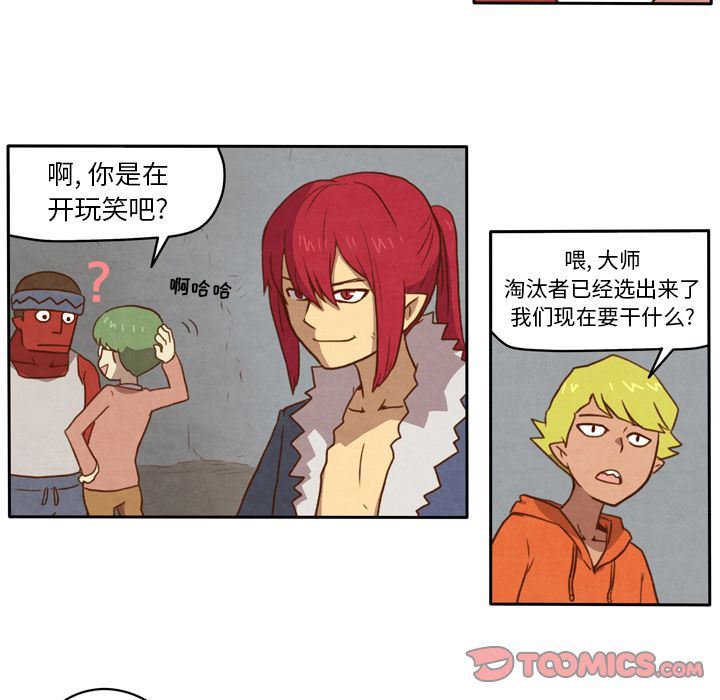 啊, 你是在
开玩笑吧?
?
啊哈哈
喂, 大师
淘汰者已经选出来了
我们现在要干什么?
TOOMICS.COM